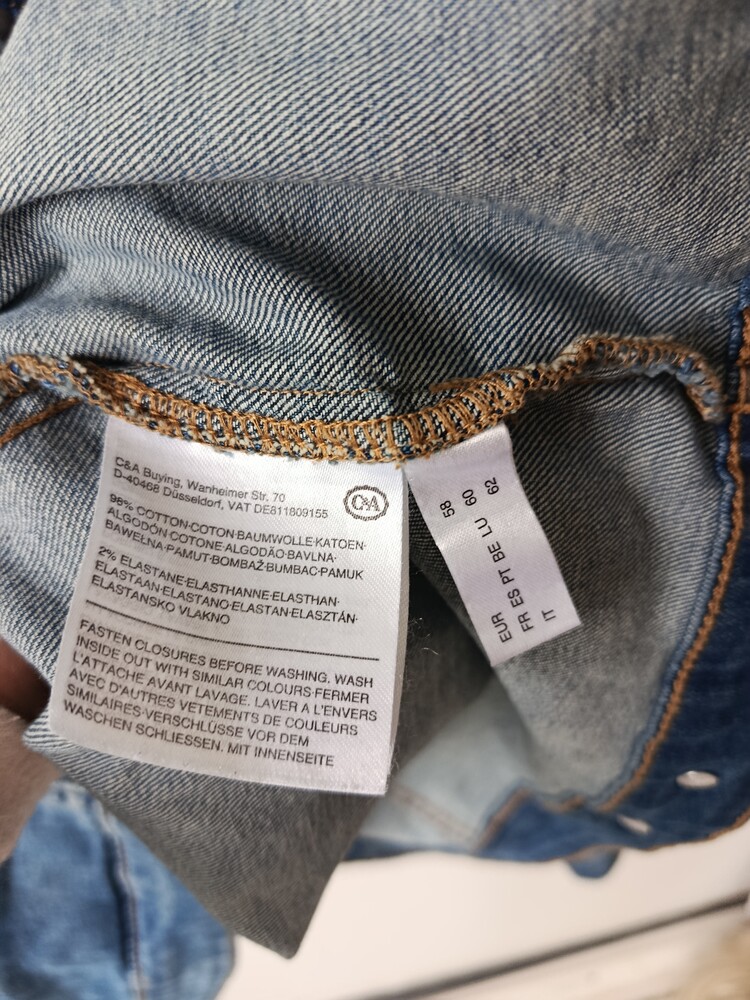 C&A Buying, Wanheimer Str. 70
D-40468 Düsseldorf, VAT DE811809155
C&A
98% COTTON·COTON·BAUMWOLLE·KATOEN·
ALGODÓN·COTONE·ALGODÃO·BAVLNA·
BAWEŁNA·PAMUT·BOMBAŽ·BUMBAC·PAMUK
2% ELASTANE·ELASTHANNE·ELASTHAN·
ELASTAAN·ELASTANO·ELASTAN·ELASZTÁN·
ELASTANSKO VLAKNO
FASTEN CLOSURES BEFORE WASHING. WASH
INSIDE OUT WITH SIMILAR COLOURS·FERMER
L'ATTACHE AVANT LAVAGE. LAVER A L'ENVERS
AVEC D'AUTRES VETEMENTS DE COULEURS
SIMILAIRES·VERSCHLÜSSE VOR DEM
WASCHEN SCHLIESSEN. MIT INNENSEITE
EUR 58
FR ES PT BE LU 60
IT 62